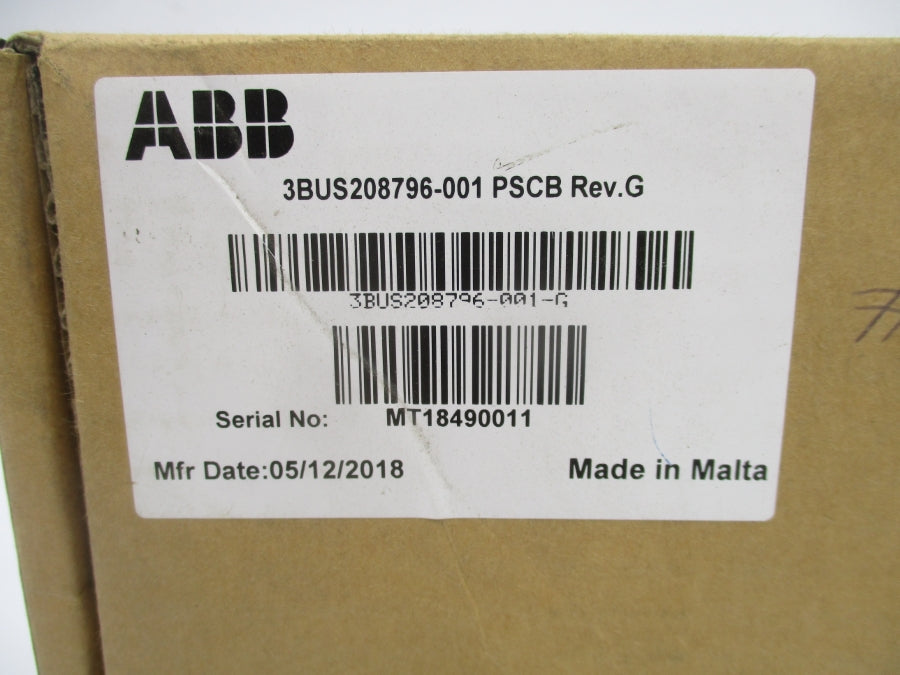 ABB
3BUS208796-001 PSCB Rev.G
3BUS208796-001-G
Serial No: MT18490011
Mfr Date:05/12/2018
Made in Malta